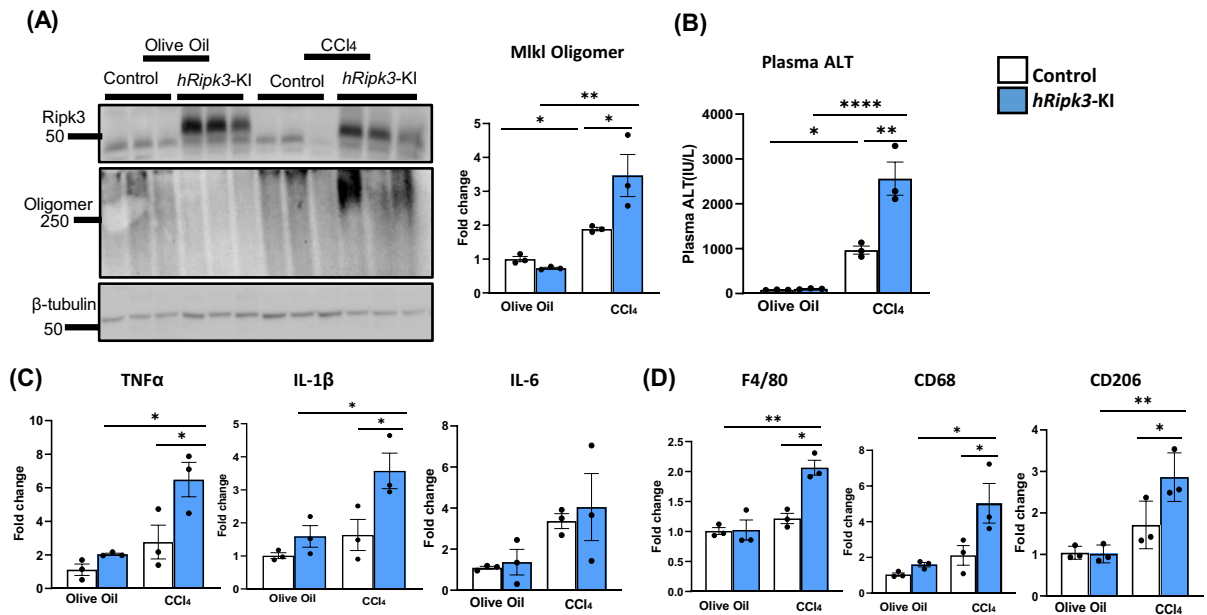 (A)
Olive Oil
CCl₄
Control
hRipk3-KI
Control
hRipk3-KI
Ripk3
50
Oligomer
250
β-tubulin
50
Mlkl Oligomer
**
*
*
Fold change
5
4
3
2
1
0
Olive Oil
CCl₄
(B)
Plasma ALT
****
*
**
Plasma ALT(IU/L)
4000
3000
2000
1000
0
Olive Oil
CCl₄
Control
hRipk3-KI
(C)
TNFα
*
*
Fold change
10
8
6
4
2
0
Olive Oil
CCl₄
IL-1β
*
*
Fold change
5
4
3
2
1
0
Olive Oil
CCl₄
IL-6
Fold change
8
6
4
2
0
Olive Oil
CCl₄
(D)
F4/80
**
*
Fold change
2.5
2.0
1.5
1.0
0.5
0.0
Olive Oil
CCl₄
CD68
*
*
Fold change
8
6
4
2
0
Olive Oil
CCl₄
CD206
**
*
Fold change
4
3
2
1
0
Olive Oil
CCl₄